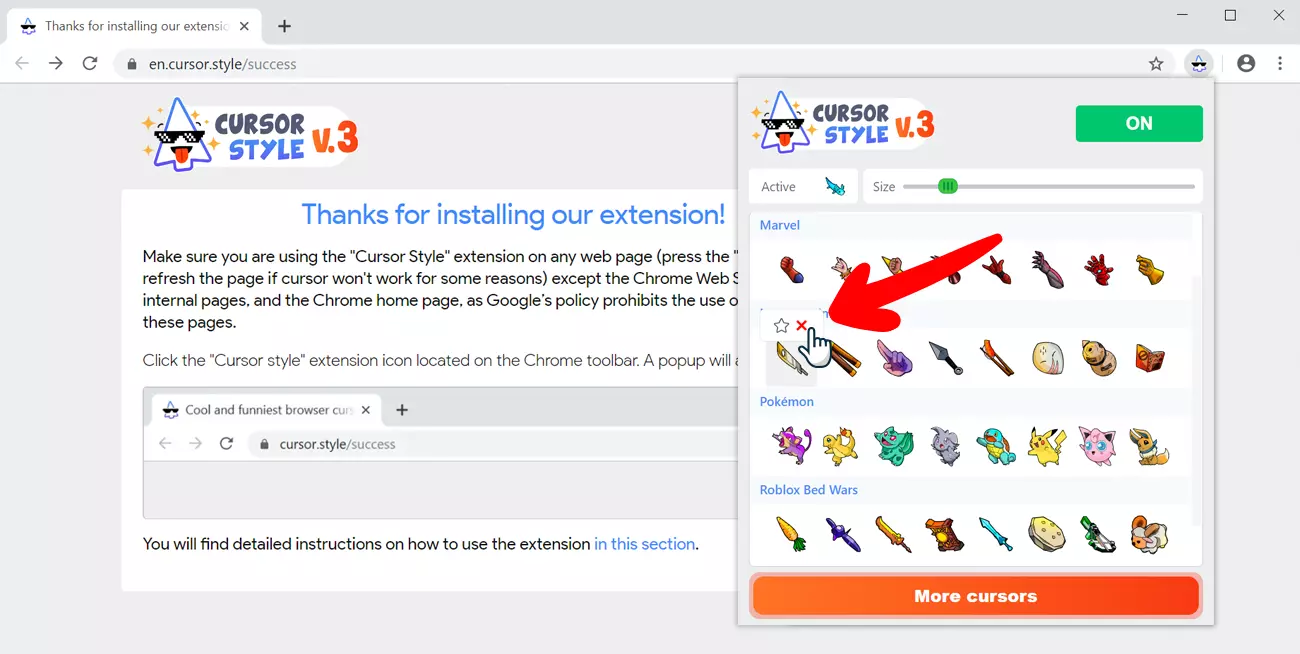 Thanks for installing our extensio
en.cursor.style/success
CURSOR
STYLE V.3
Thanks for installing our extension!
Make sure you are using the "Cursor Style" extension on any web page (press the "
refresh the page if cursor won't work for some reasons) except the Chrome Web S
internal pages, and the Chrome home page, as Google's policy prohibits the use o
these pages.
Click the "Cursor style" extension icon located on the Chrome toolbar. A popup will a
Cool and funniest browser curs
cursor.style/success
You will find detailed instructions on how to use the extension in this section.
CURSOR
STYLE V.3
ON
Active
Size
Marvel
Pokémon
Roblox Bed Wars
More cursors